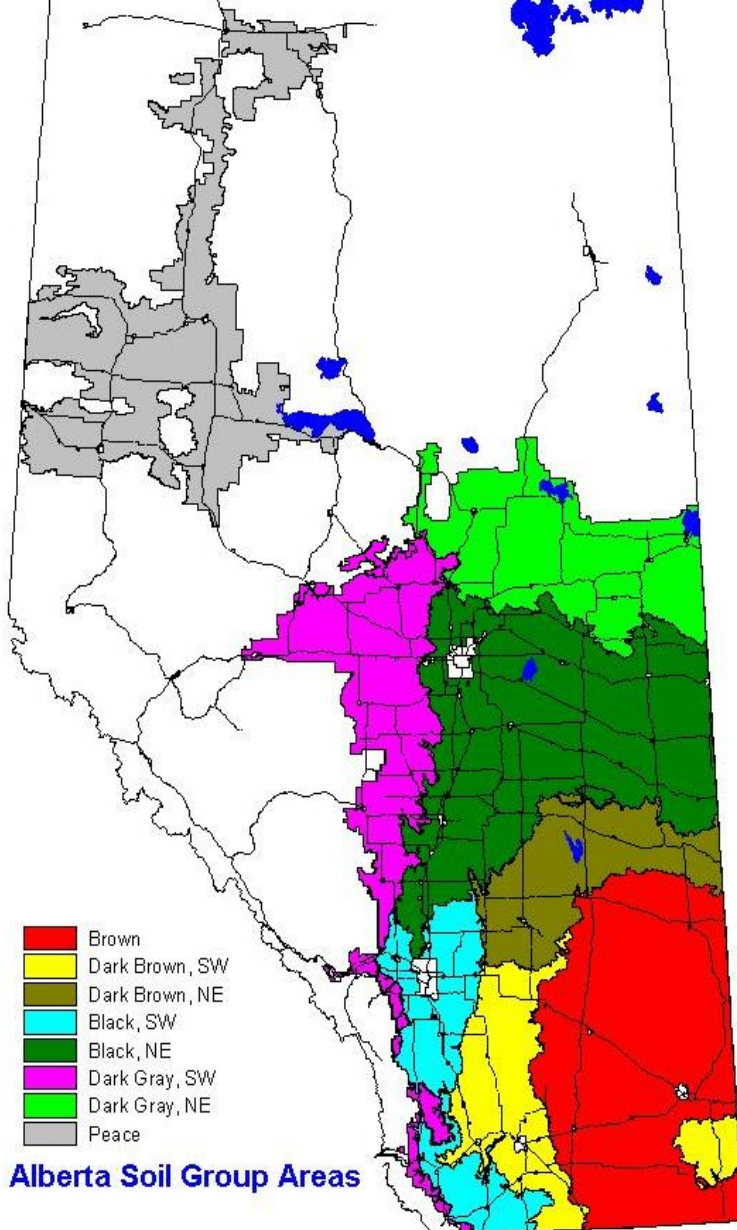 Brown
Dark Brown, SW
Dark Brown, NE
Black, SW
Black, NE
Dark Gray, SW
Dark Gray, NE
Peace
Alberta Soil Group Areas